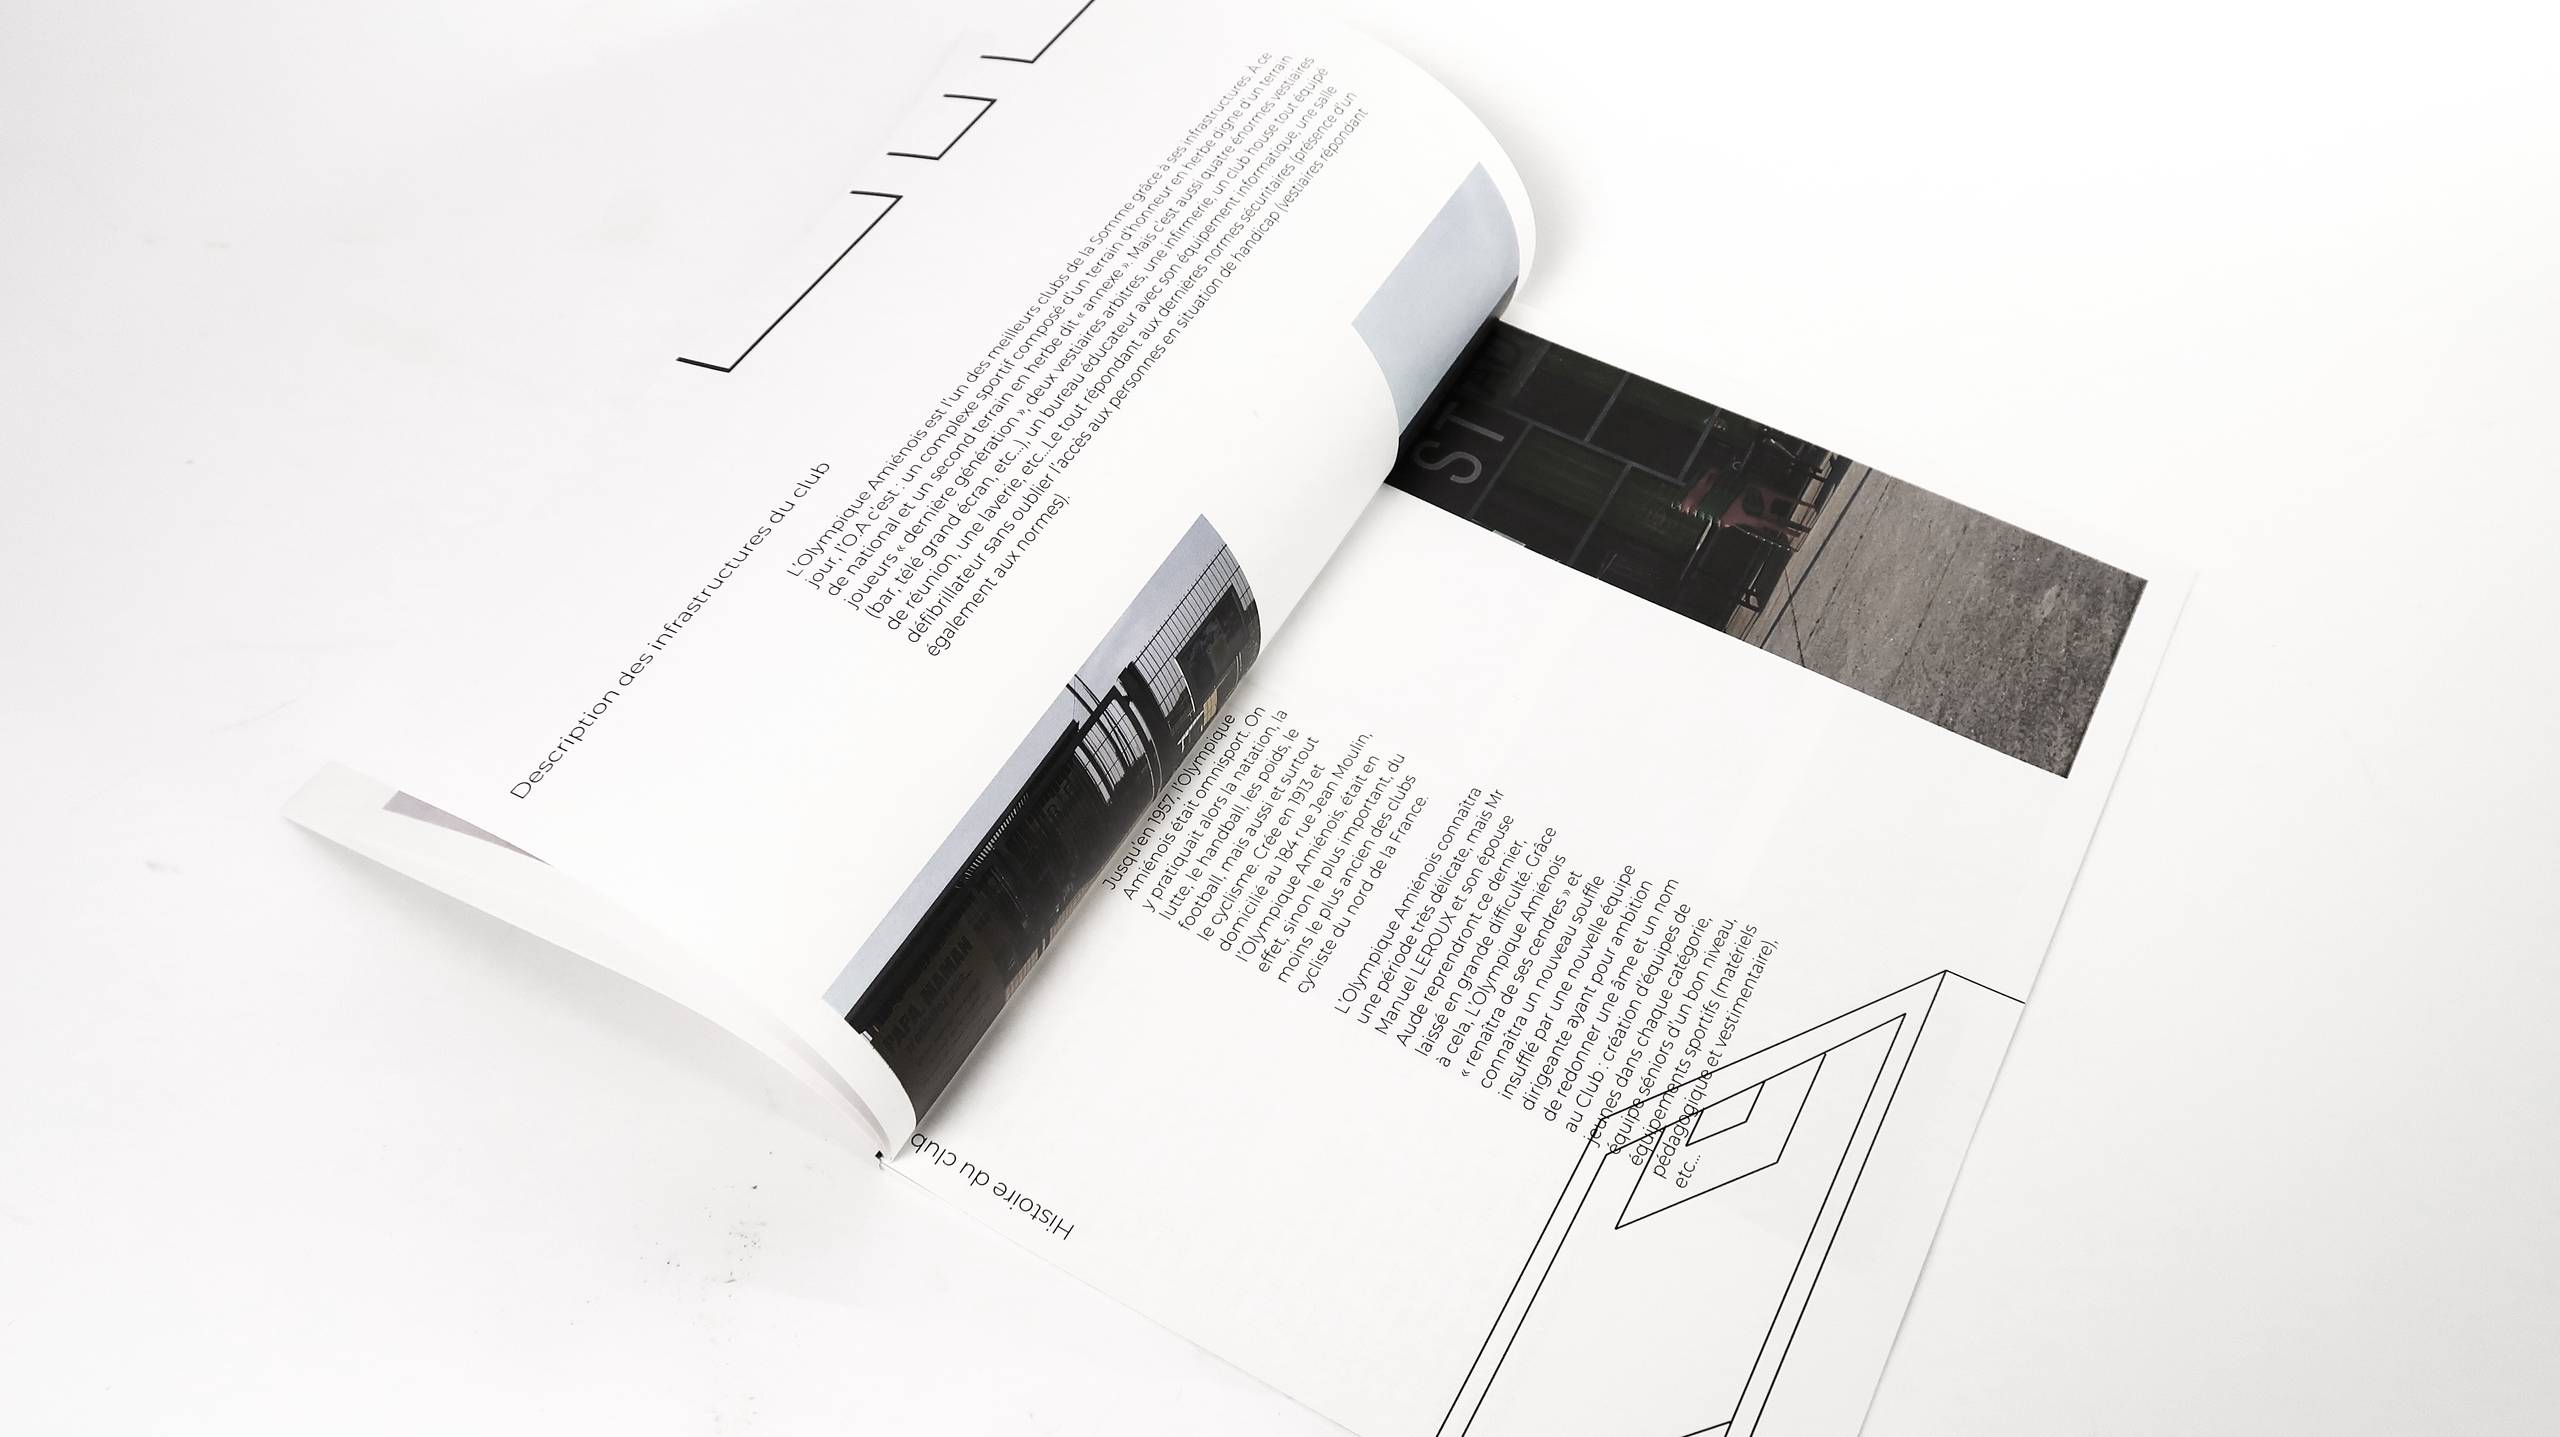 Description des infrastructures du club
L'Olympique Amiénois est l'un des meilleurs clubs de la Somme grâce à ses infrastructures. À ce
jour, l'O.A c'est : un complexe sportif composé d'un terrain d'honneur en herbe digne d'un terrain
de national et un second terrain en herbe dit « annexe ». Mais c'est aussi quatre énormes vestiaires
joueurs « dernière génération », deux vestiaires arbitres, une infirmerie, un club house tout équipé
(bar, télé grand écran, etc...), un bureau éducateur avec son équipement informatique, une salle
de réunion, une laverie, etc...Le tout répondant aux dernières normes sécuritaires (présence d'un
défibrillateur sans oublier l'accès aux personnes en situation de handicap (vestiaires répondant
également aux normes).
PAPA, MAMAN
ST
Histoire du club
Jusqu'en 1957, l'Olympique
Amiénois était omnisport. On
y pratiquait alors la natation, la
lutte, le handball, les poids, le
football, mais aussi et surtout
le cyclisme. Crée en 1913 et
domicilié au 184 rue Jean Moulin,
l'Olympique Amiénois, était en
effet, sinon le plus important, du
moins le plus ancien des clubs
cycliste du nord de la France.
L'Olympique Amiénois connaîtra
une période très délicate, mais Mr
Manuel LEROUX et son épouse
Aude reprendront ce dernier,
laissé en grande difficulté. Grâce
à cela, L'Olympique Amiénois
« renaîtra de ses cendres » et
connaîtra un nouveau souffle
insufflé par une nouvelle équipe
dirigeante ayant pour ambition
de redonner une âme et un nom
au Club : création d'équipes de
jeunes dans chaque catégorie,
équipe séniors d'un bon niveau,
équipements sportifs (matériels
pédagogique et vestimentaire),
etc...